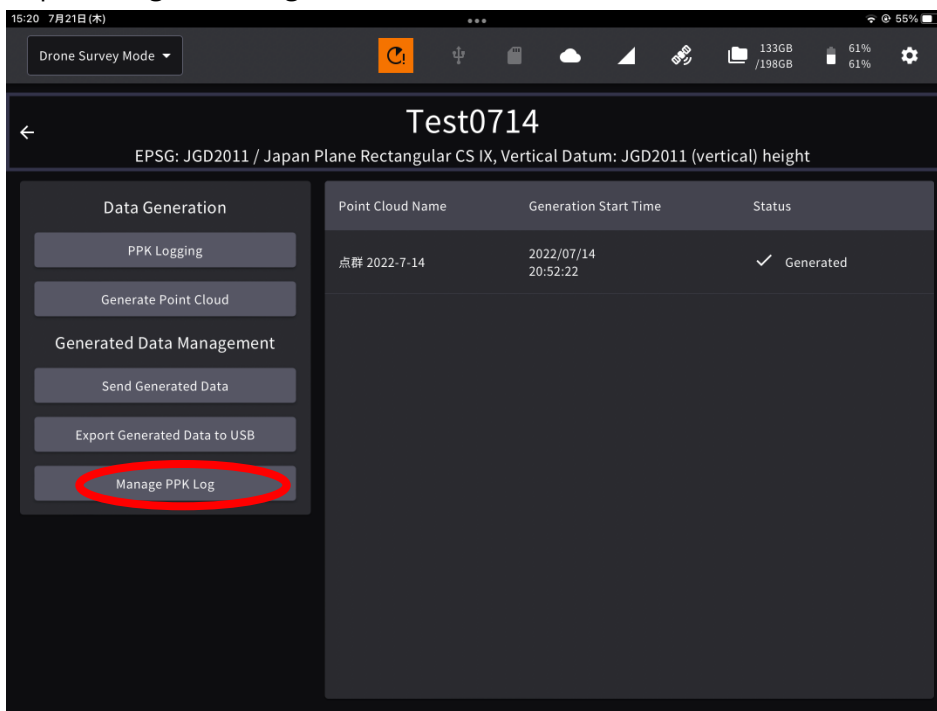 15:20 7月21日(木)
55%
Drone Survey Mode
133GB
/198GB
61%
61%
Test0714
EPSG: JGD2011 / Japan Plane Rectangular CS IX, Vertical Datum: JGD2011 (vertical) height
Data Generation
PPK Logging
Generate Point Cloud
Generated Data Management
Send Generated Data
Export Generated Data to USB
Manage PPK Log
Point Cloud Name Generation Start Time Status
点群 2022-7-14
2022/07/14
20:52:22
Generated